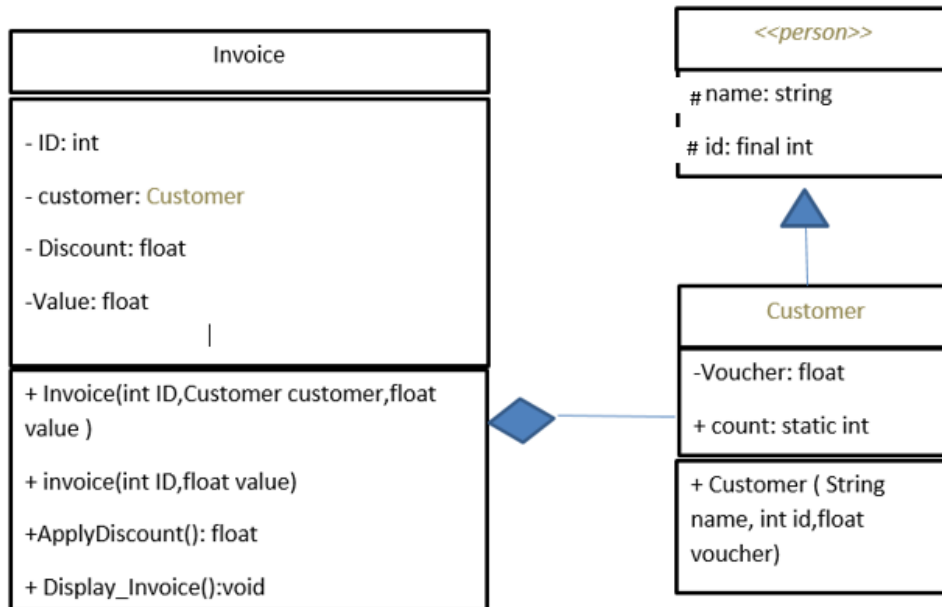 Invoice
- ID: int
- customer: Customer
- Discount: float
-Value: float
+ Invoice(int ID,Customer customer,float
value )
+ invoice(int ID,float value)
+ApplyDiscount(): float
+ Display_Invoice():void
<<person>>
# name: string
# id: final int
Customer
-Voucher: float
+ count: static int
+ Customer ( String
name, int id,float
voucher)